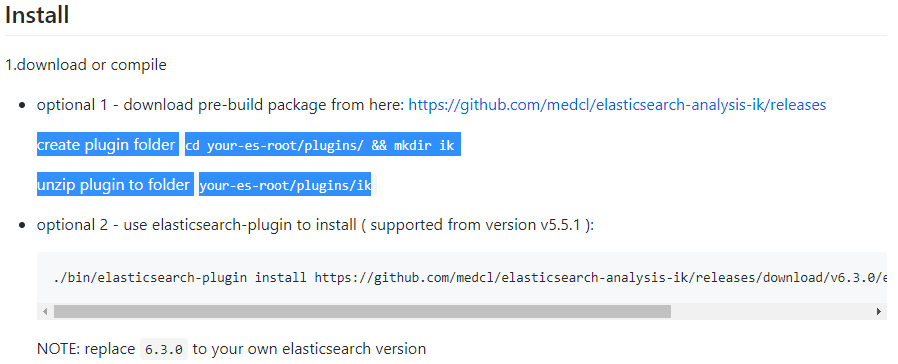 Install
1.download or compile
optional 1 - download pre-build package from here: https://github.com/medcl/elasticsearch-analysis-ik/releases
create plugin folder cd your-es-root/plugins/ && mkdir ik
unzip plugin to folder your-es-root/plugins/ik
optional 2 - use elasticsearch-plugin to install ( supported from version v5.5.1 ):
./bin/elasticsearch-plugin install https://github.com/medcl/elasticsearch-analysis-ik/releases/download/v6.3.0/e
NOTE: replace 6.3.0 to your own elasticsearch version